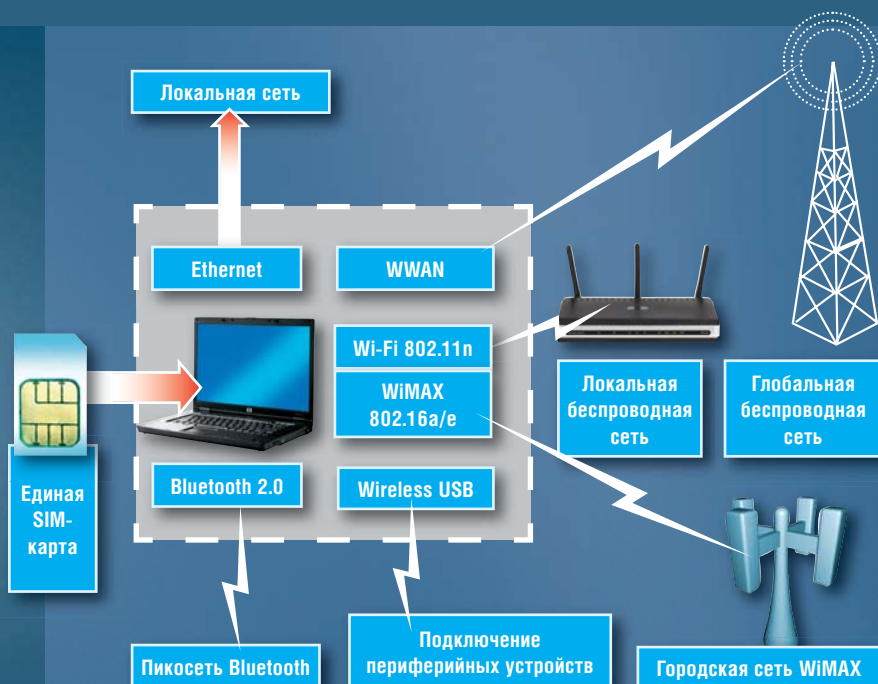 Локальная сеть
Ethernet
WWAN
Wi-Fi 802.11n
WiMAX
802.16a/e
Локальная
беспроводная
сеть
Глобальная
беспроводная
сеть
Единая
SIM-
карта
Bluetooth 2.0
Wireless USB
Пикосеть Bluetooth
Подключение
периферийных устройств
Городская сеть WiMAX